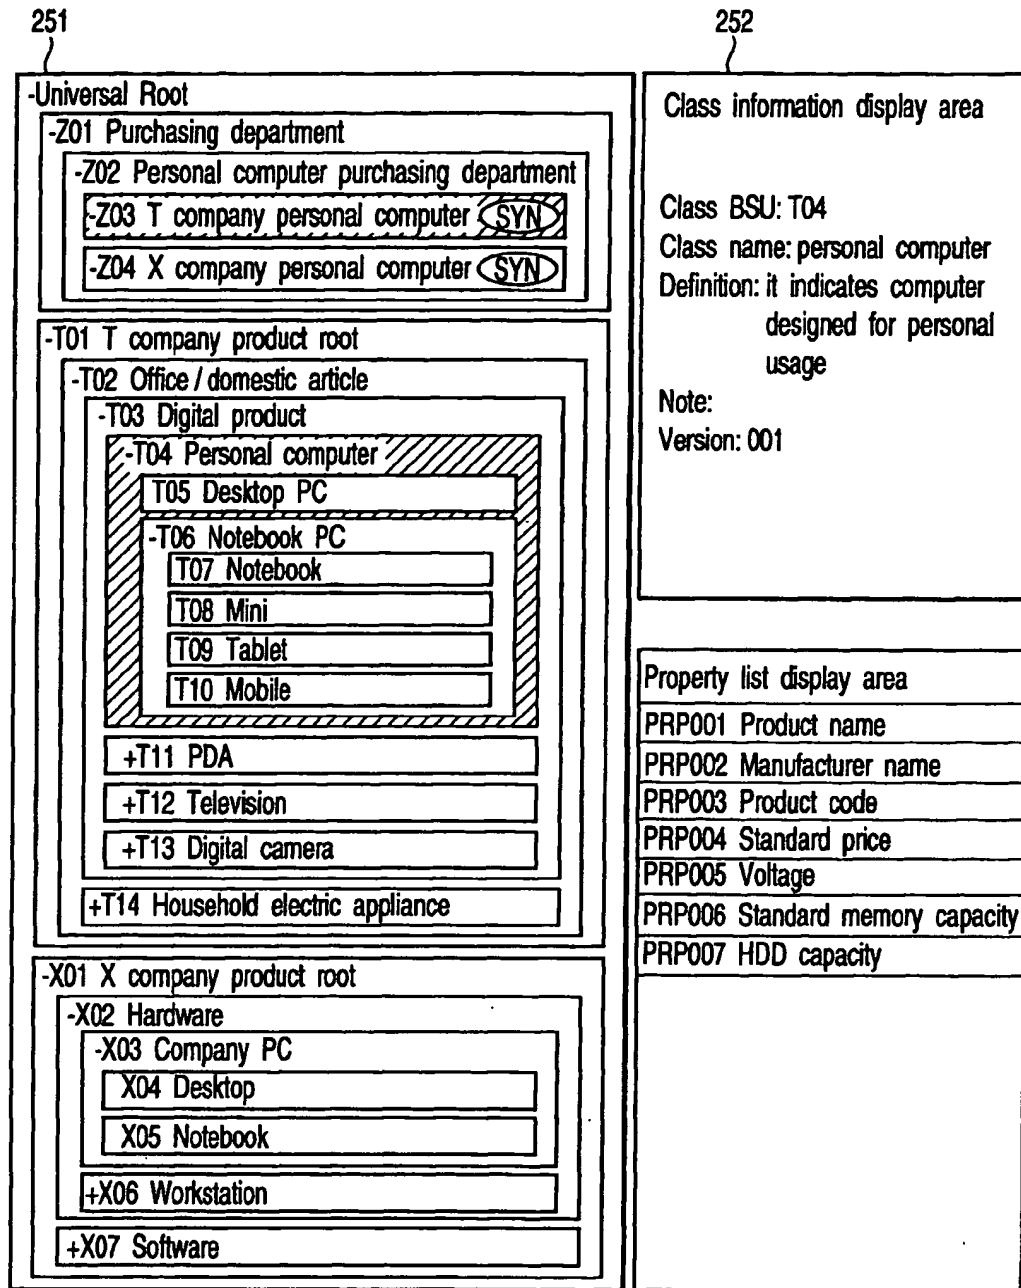 251
-Universal Root
-Z01 Purchasing department
-Z02 Personal computer purchasing department
-Z03 T company personal computer SYN
-Z04 X company personal computer SYN
-T01 T company product root
-T02 Office / domestic article
-T03 Digital product
-T04 Personal computer
T05 Desktop PC
-T06 Notebook PC
T07 Notebook
T08 Mini
T09 Tablet
T10 Mobile
+T11 PDA
+T12 Television
+T13 Digital camera
+T14 Household electric appliance
-X01 X company product root
-X02 Hardware
-X03 Company PC
X04 Desktop
X05 Notebook
+X06 Workstation
+X07 Software
252
Class information display area
Class BSU: T04
Class name: personal computer
Definition: it indicates computer
designed for personal
usage
Note:
Version: 001
Property list display area
PRP001 Product name
PRP002 Manufacturer name
PRP003 Product code
PRP004 Standard price
PRP005 Voltage
PRP006 Standard memory capacity
PRP007 HDD capacity